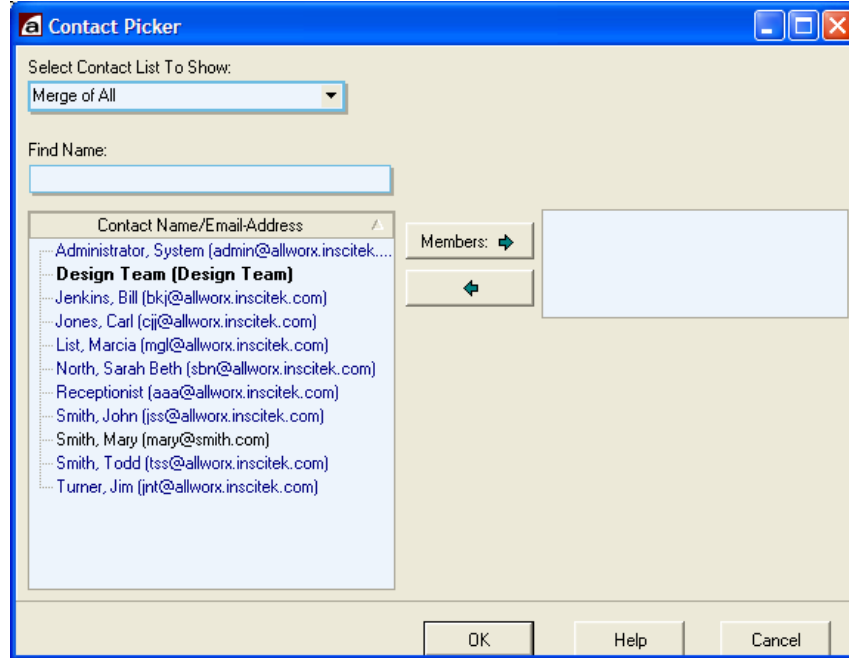 Contact Picker
Select Contact List To Show:
Merge of All
Find Name:
Contact Name/Email-Address
Administrator, System (admin@allworx.inscitek....
Design Team (Design Team)
Jenkins, Bill (bkj@allworx.inscitek.com)
Jones, Carl (cjj@allworx.inscitek.com)
List, Marcia (mgl@allworx.inscitek.com)
North, Sarah Beth (sbn@allworx.inscitek.com)
Receptionist (aaa@allworx.inscitek.com)
Smith, John (jss@allworx.inscitek.com)
Smith, Mary (mary@smith.com)
Smith, Todd (tss@allworx.inscitek.com)
Turner, Jim (jnt@allworx.inscitek.com)
Members:
OK
Help
Cancel